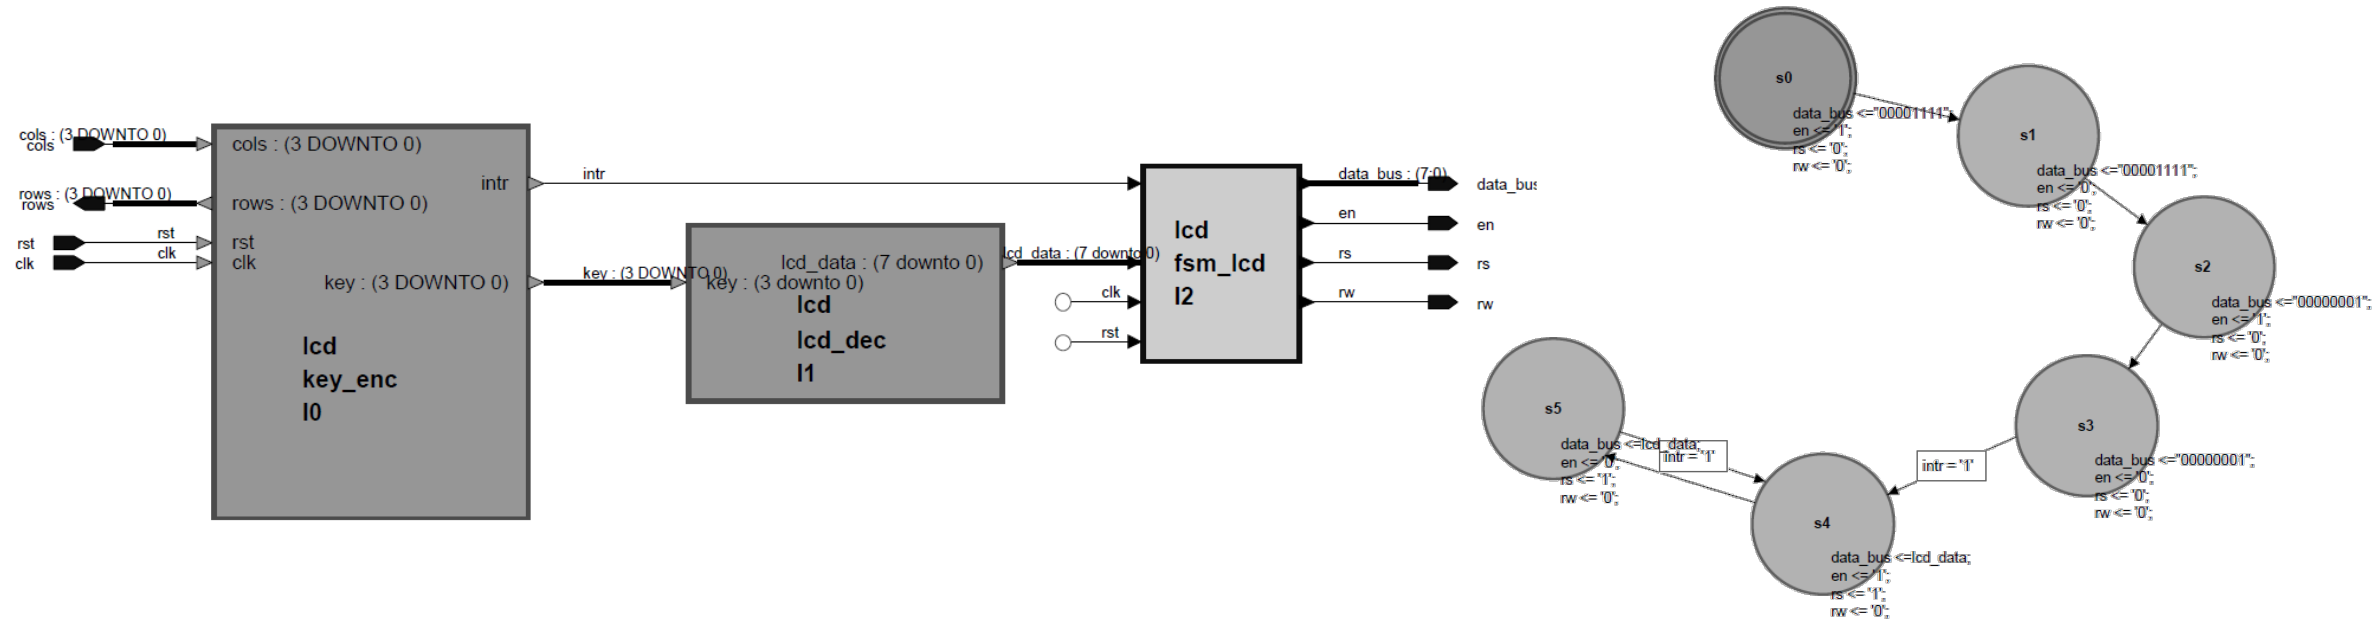 cols : (3 DOWNTO 0)
cols
rows : (3 DOWNTO 0)
rows
rst
rst
clk
clk
cols : (3 DOWNTO 0)
intr
rows : (3 DOWNTO 0)
rst
clk
key : (3 DOWNTO 0)
lcd
key_enc
I0
intr
key : (3 DOWNTO 0)
lcd_data : (7 downto 0)
key : (3 downto 0)
lcd
lcd_dec
I1
lcd_data : (7 downto 0)
clk
rst
lcd
fsm_lcd
I2
data_bus : (7:0)
data_bus
en
en
rs
rs
rw
rw
s0
data_bus <="00001111";
en <= '1';
rs <= '0';
rw <= '0';
s1
data_bus <="00001111";
en <= '0';
rs <= '0';
rw <= '0';
s2
data_bus <="00000001";
en <= '1';
rs <= '0';
rw <= '0';
s3
data_bus <="00000001";
en <= '0';
rs <= '0';
rw <= '0';
intr = '1'
s4
data_bus <=lcd_data;
en <= '1';
rs <= '1';
rw <= '0';
s5
data_bus <=lcd_data;
en <= '0';
rs <= '1';
rw <= '0';
intr = '1'